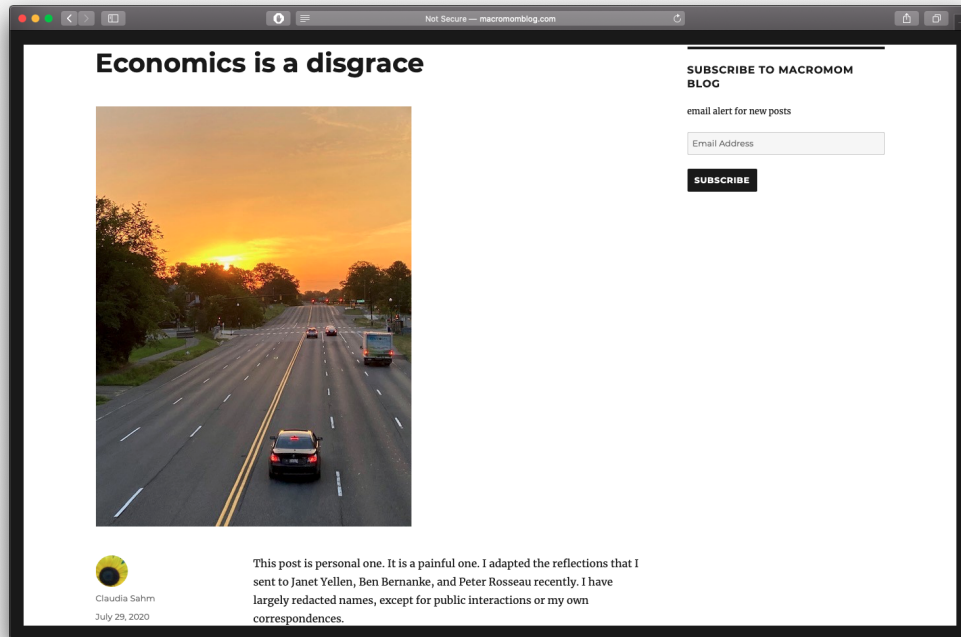 Not Secure — macromomblog.com
Economics is a disgrace
SUBSCRIBE TO MACROMOM
BLOG
email alert for new posts
Email Address
SUBSCRIBE
Claudia Sahm
July 29, 2020
This post is personal one. It is a painful one. I adapted the reflections that I
sent to Janet Yellen, Ben Bernanke, and Peter Rosseau recently. I have
largely redacted names, except for public interactions or my own
correspondences.